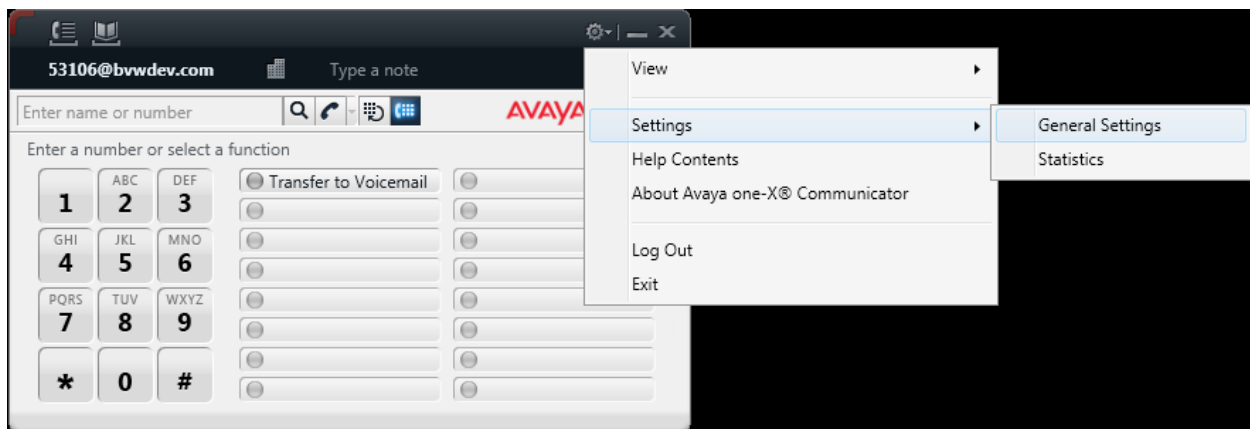 53106@bvwdev.com Type a note
Enter name or number AVAYA
Enter a number or select a function
1 ABC 2 DEF 3
GHI 4 JKL 5 MNO 6
PQRS 7 TUV 8 WXYZ 9
* 0 #
Transfer to Voicemail
View
Settings
Help Contents
About Avaya one-X® Communicator
Log Out
Exit
General Settings
Statistics